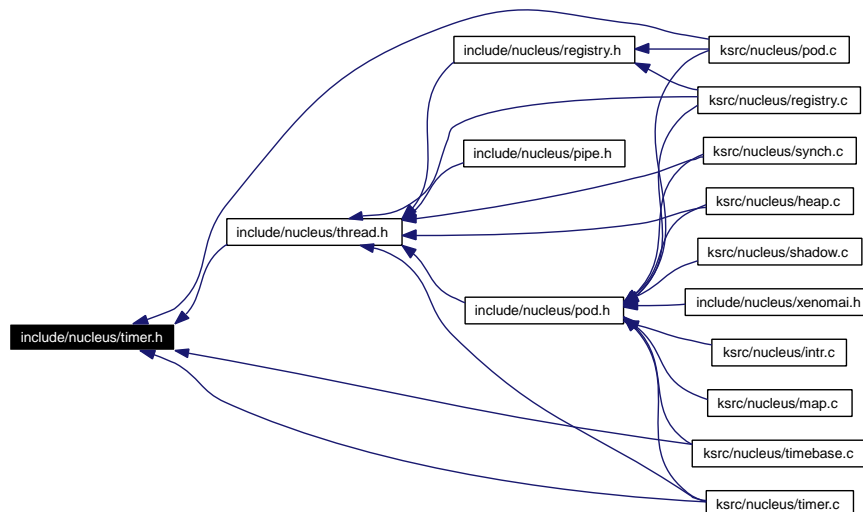 include/nucleus/registry.h
ksrc/nucleus/pod.c
ksrc/nucleus/registry.c
include/nucleus/pipe.h
ksrc/nucleus/synch.c
ksrc/nucleus/heap.c
include/nucleus/thread.h
ksrc/nucleus/shadow.c
include/nucleus/pod.h
include/nucleus/xenomai.h
include/nucleus/timer.h
ksrc/nucleus/intr.c
ksrc/nucleus/map.c
ksrc/nucleus/timebase.c
ksrc/nucleus/timer.c